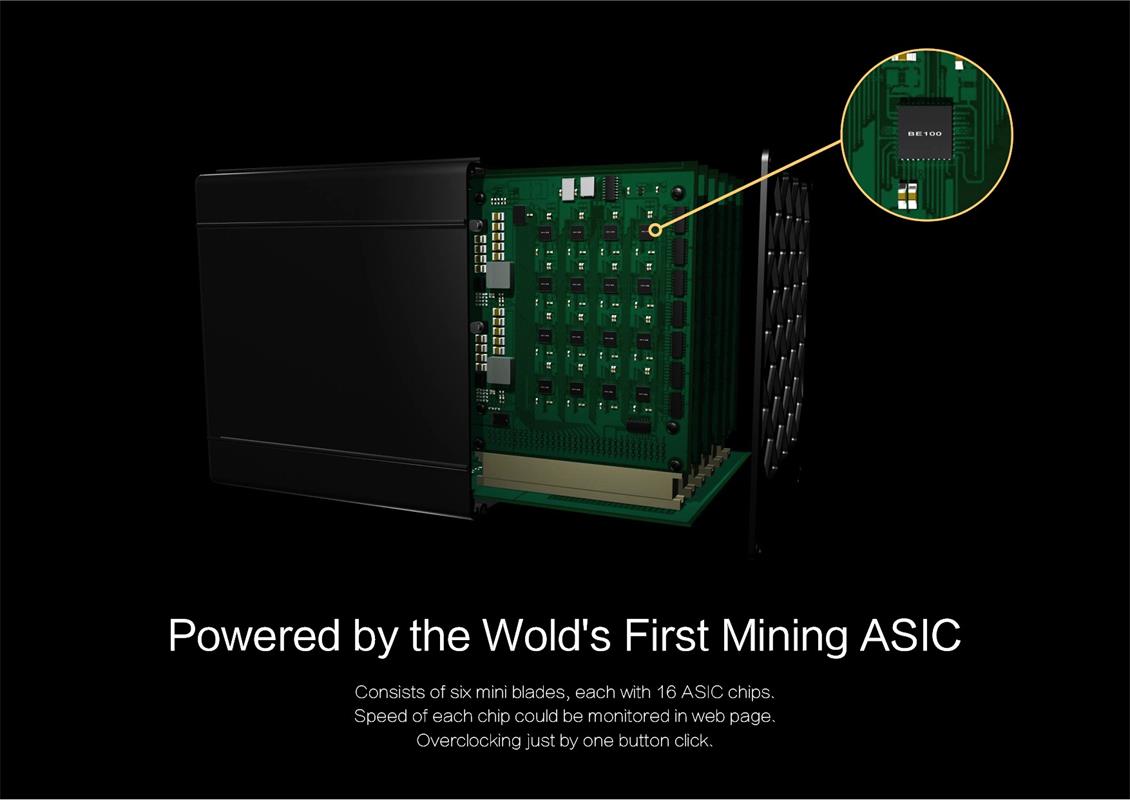 BE100
Powered by the Wold's First Mining ASIC
Consists of six mini blades, each with 16 ASIC chips.
Speed of each chip could be monitored in web page.
Overclocking just by one button click.